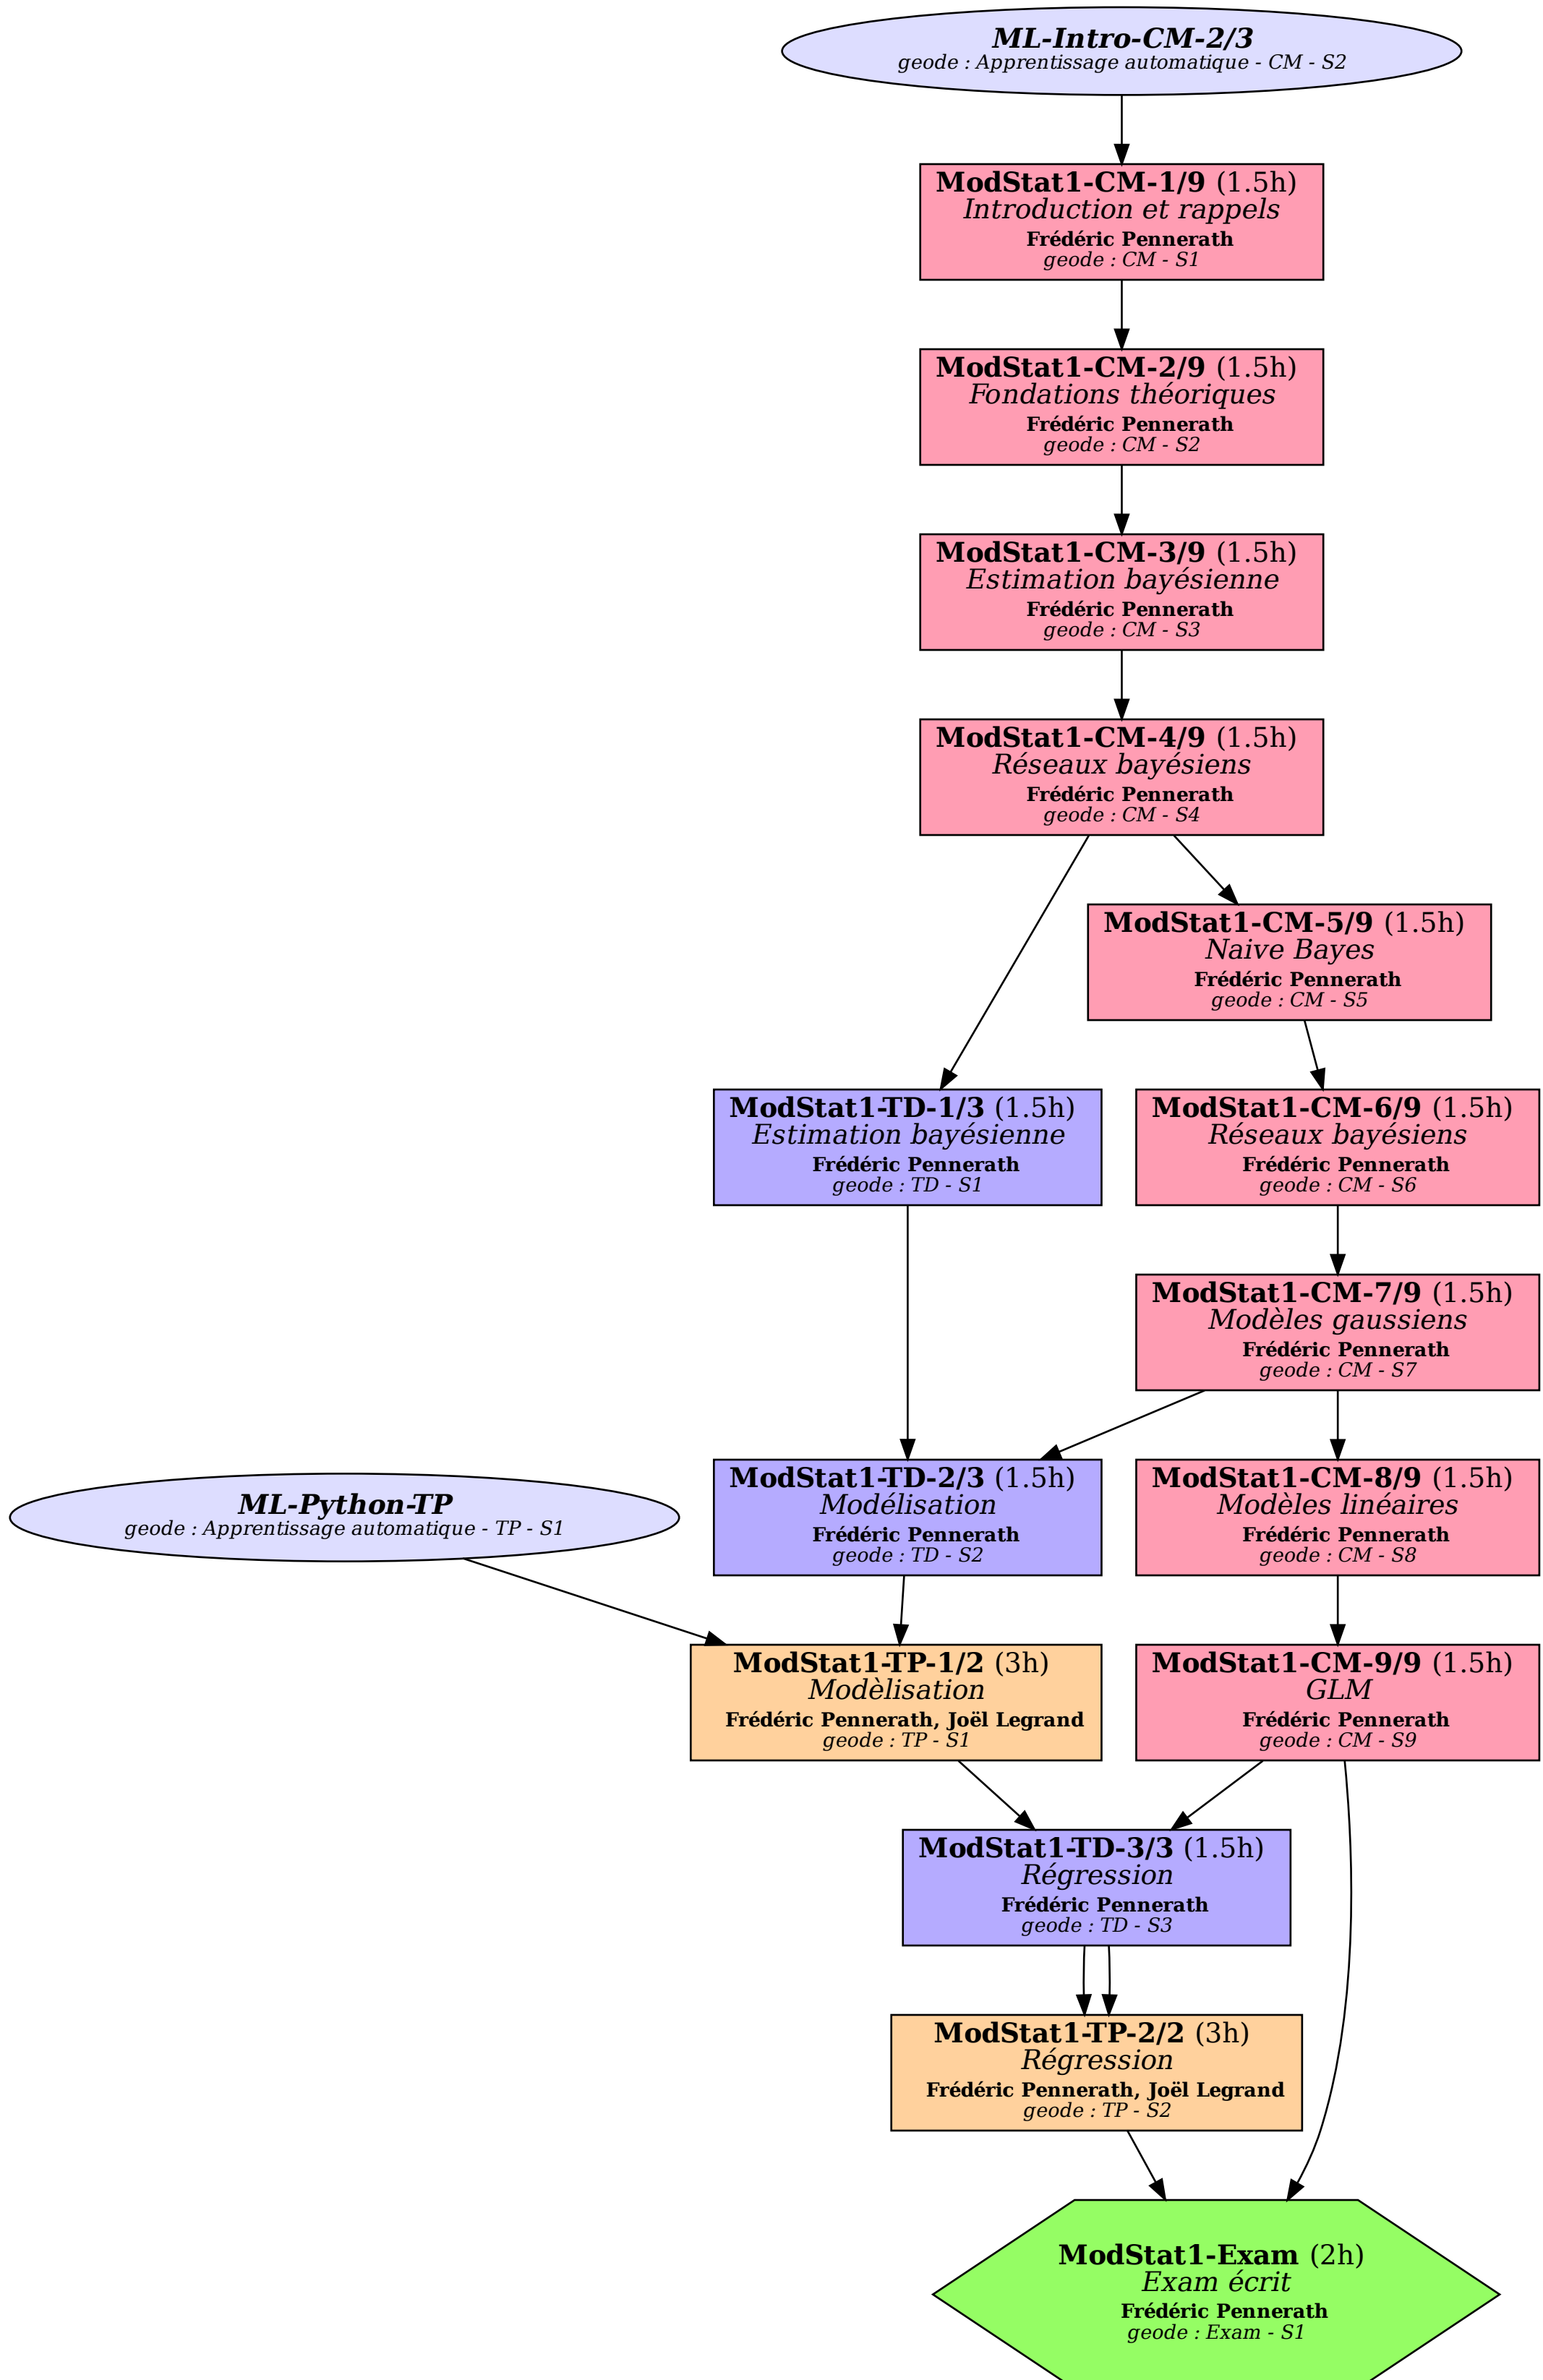 ML-Intro-CM-2/3
geode : Apprentissage automatique - CM - S2
ModStat1-CM-1/9 (1.5h)
Introduction et rappels
Frédéric Pennerath
geode : CM - S1
ModStat1-CM-2/9 (1.5h)
Fondations théoriques
Frédéric Pennerath
geode : CM - S2
ModStat1-CM-3/9 (1.5h)
Estimation bayésienne
Frédéric Pennerath
geode : CM - S3
ModStat1-CM-4/9 (1.5h)
Réseaux bayésiens
Frédéric Pennerath
geode : CM - S4
ModStat1-CM-5/9 (1.5h)
Naive Bayes
Frédéric Pennerath
geode : CM - S5
ModStat1-TD-1/3 (1.5h)
Estimation bayésienne
Frédéric Pennerath
geode : TD - S1
ModStat1-CM-6/9 (1.5h)
Réseaux bayésiens
Frédéric Pennerath
geode : CM - S6
ModStat1-CM-7/9 (1.5h)
Modèles gaussiens
Frédéric Pennerath
geode : CM - S7
ML-Python-TP
geode : Apprentissage automatique - TP - S1
ModStat1-TD-2/3 (1.5h)
Modélisation
Frédéric Pennerath
geode : TD - S2
ModStat1-CM-8/9 (1.5h)
Modèles linéaires
Frédéric Pennerath
geode : CM - S8
ModStat1-TP-1/2 (3h)
Modèlisation
Frédéric Pennerath, Joël Legrand
geode : TP - S1
ModStat1-CM-9/9 (1.5h)
GLM
Frédéric Pennerath
geode : CM - S9
ModStat1-TD-3/3 (1.5h)
Régression
Frédéric Pennerath
geode : TD - S3
ModStat1-TP-2/2 (3h)
Régression
Frédéric Pennerath, Joël Legrand
geode : TP - S2
ModStat1-Exam (2h)
Exam écrit
Frédéric Pennerath
geode : Exam - S1